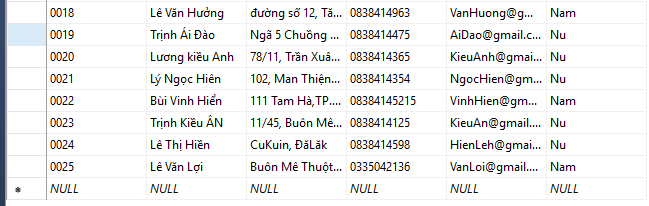 0018 Lê Văn Hưởng đường số 12, Tă... 0838414963 VanHuong@g... Nam
0019 Trịnh Ái Đào Ngã 5 Chuồng ... 0838414475 AiDao@gmail.c... Nu
0020 Lương kiều Anh 78/11, Trần Xuâ... 0838414365 KieuAnh@gmai... Nu
0021 Lý Ngọc Hiên 102, Man Thiện... 0838414354 NgocHien@gm... Nu
0022 Bùi Vinh Hiển 111 Tam Hà,TP.... 08384145215 VinhHien@gm... Nam
0023 Trịnh Kiều ÂN 11/45, Buôn Mê... 0838414125 KieuAn@gmail.... Nu
0024 Lê Thị Hiền CuKuin, ĐăLăk 0838414598 HienLeh@gmai... Nu
0025 Lê Văn Lợi Buôn Mê Thuột... 0335042136 VanLoi@gmail.... Nam
NULL NULL NULL NULL NULL NULL